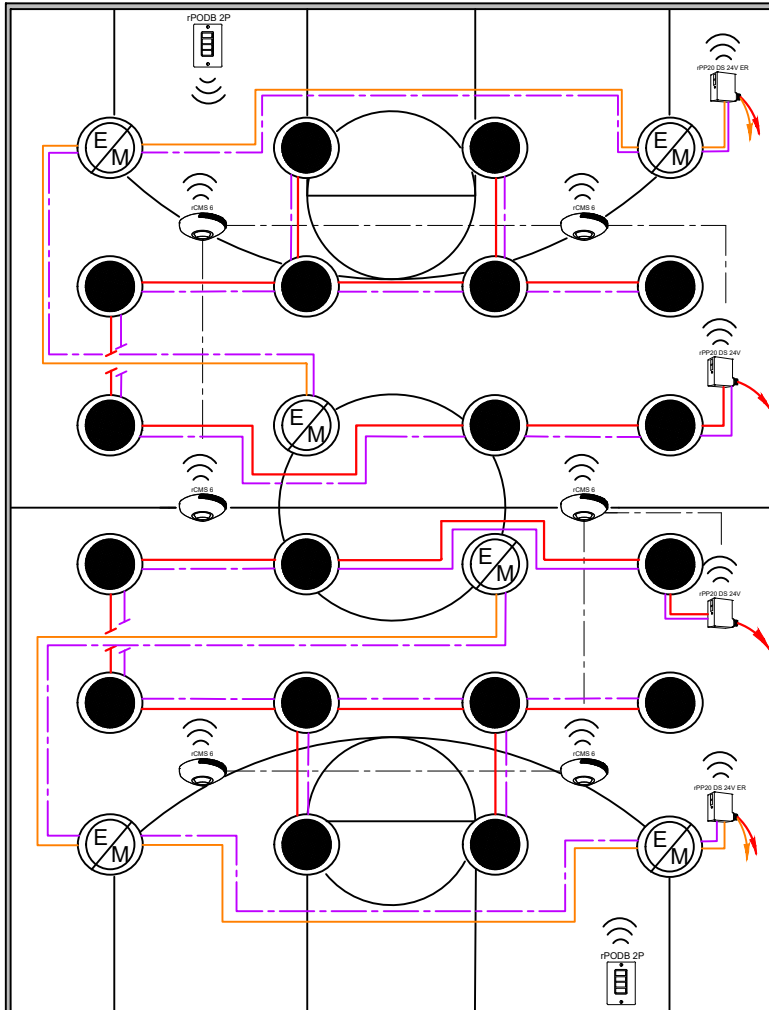 rPODB 2P
rPP20 DS 24V ER
E
M
E
M
rCMS 6
rCMS 6
rPP20 DS 24V
E
M
rCMS 6
rCMS 6
E
M
rPP20 DS 24V
rCMS 6
rCMS 6
rPP20 DS 24V ER
E
M
E
M
rPODB 2P